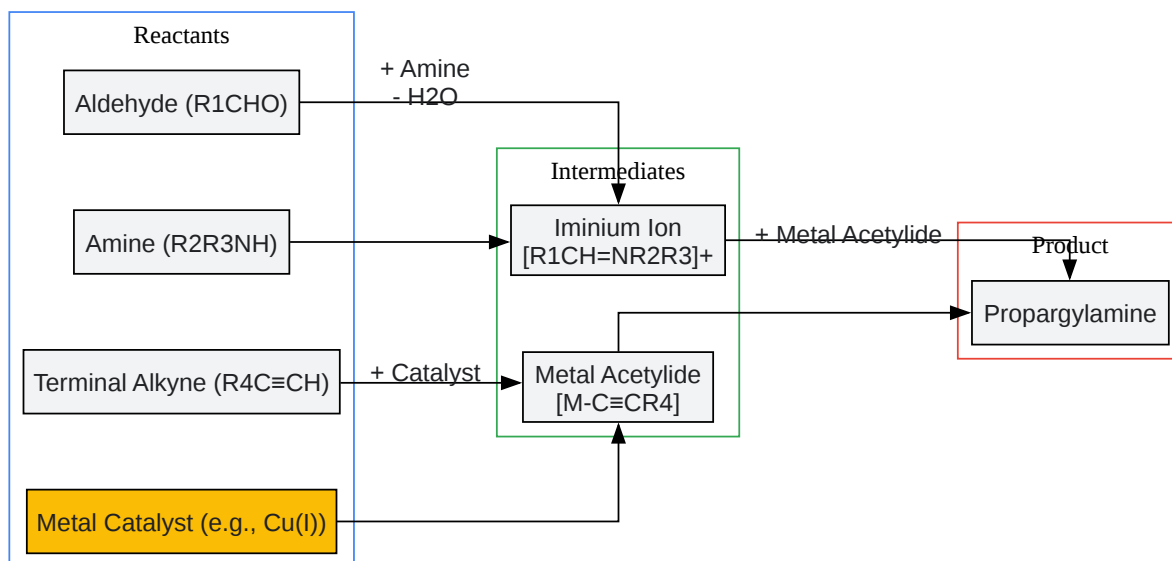 Reactants
Aldehyde (R1CHO)
+ Amine
- H2O
Amine (R2R3NH)
Terminal Alkyne (R4C≡CH)
+ Catalyst
Metal Catalyst (e.g., Cu(I))
Intermediates
Iminium Ion
[R1CH=NR2R3]+
+ Metal Acetylide
Metal Acetylide
[M-C≡CR4]
Product
Propargylamine